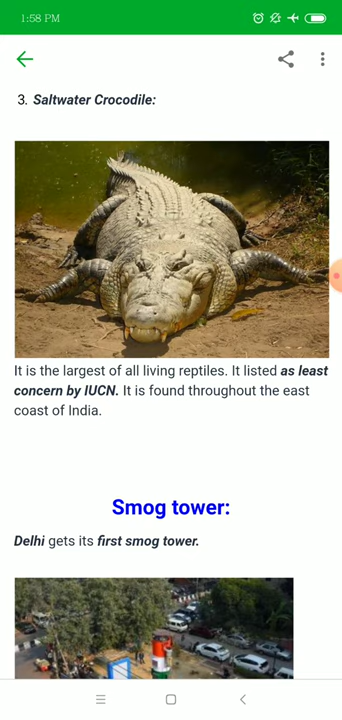 1:58 PM
3. Saltwater Crocodile:
It is the largest of all living reptiles. It listed as least
concern by IUCN. It is found throughout the east
coast of India.
Smog tower:
Delhi gets its first smog tower.